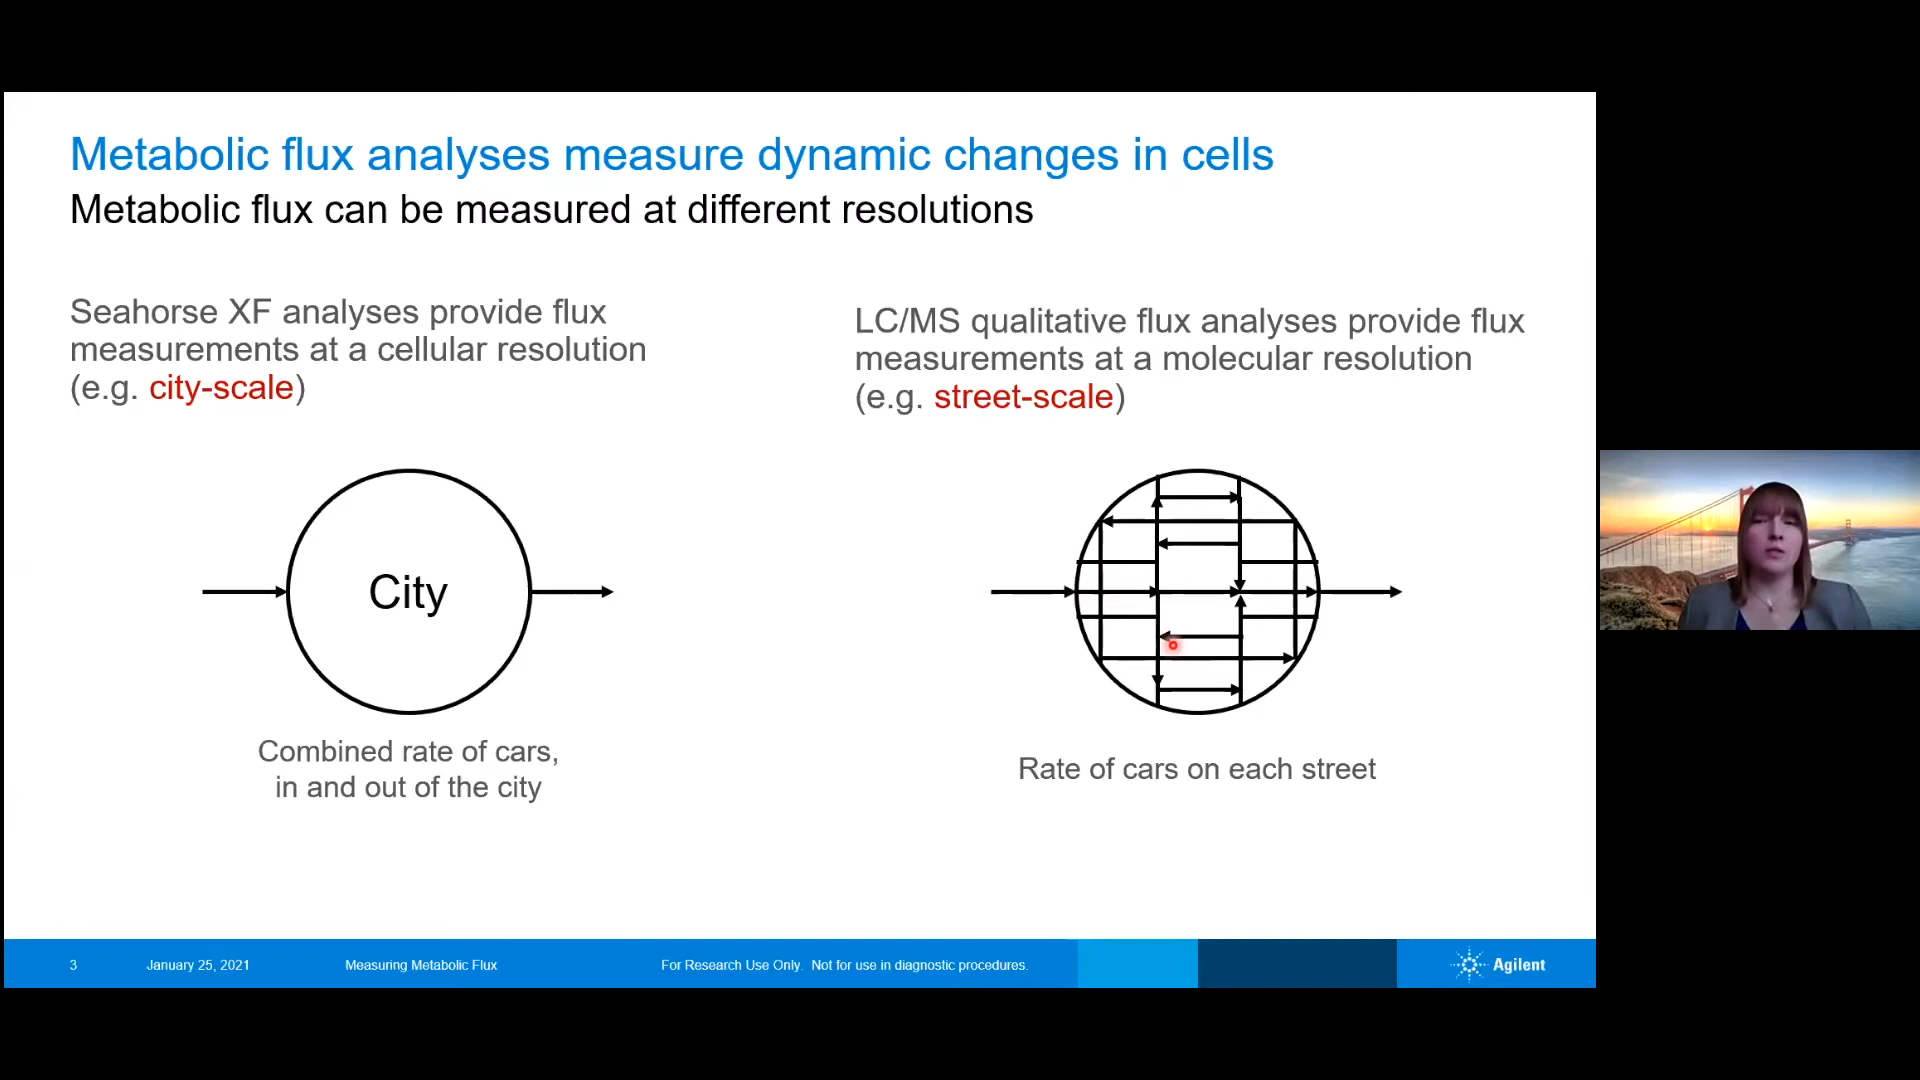 Metabolic flux analyses measure dynamic changes in cells
Metabolic flux can be measured at different resolutions
Seahorse XF analyses provide flux
measurements at a cellular resolution
(e.g. city-scale)
City
Combined rate of cars,
in and out of the city
LC/MS qualitative flux analyses provide flux
measurements at a molecular resolution
(e.g. street-scale)
Rate of cars on each street
3 January 25, 2021 Measuring Metabolic Flux For Research Use Only. Not for use in diagnostic procedures. Agilent